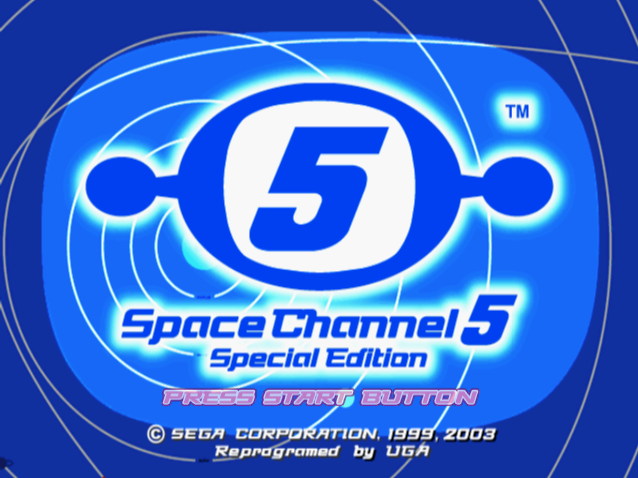 TM
5
Space Channel 5
Special Edition
PRESS START BUTTON
© SEGA CORPORATION, 1999, 2003
Reprogramed by UGA